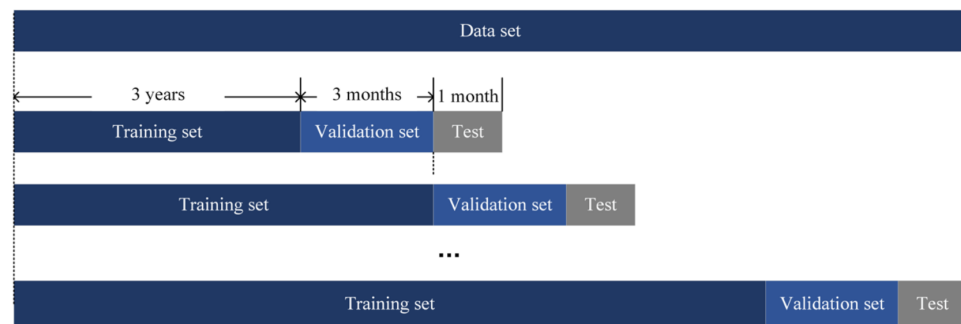 Data set
3 years 3 months 1 month
Training set Validation set Test
Training set Validation set Test
...
Training set Validation set Test